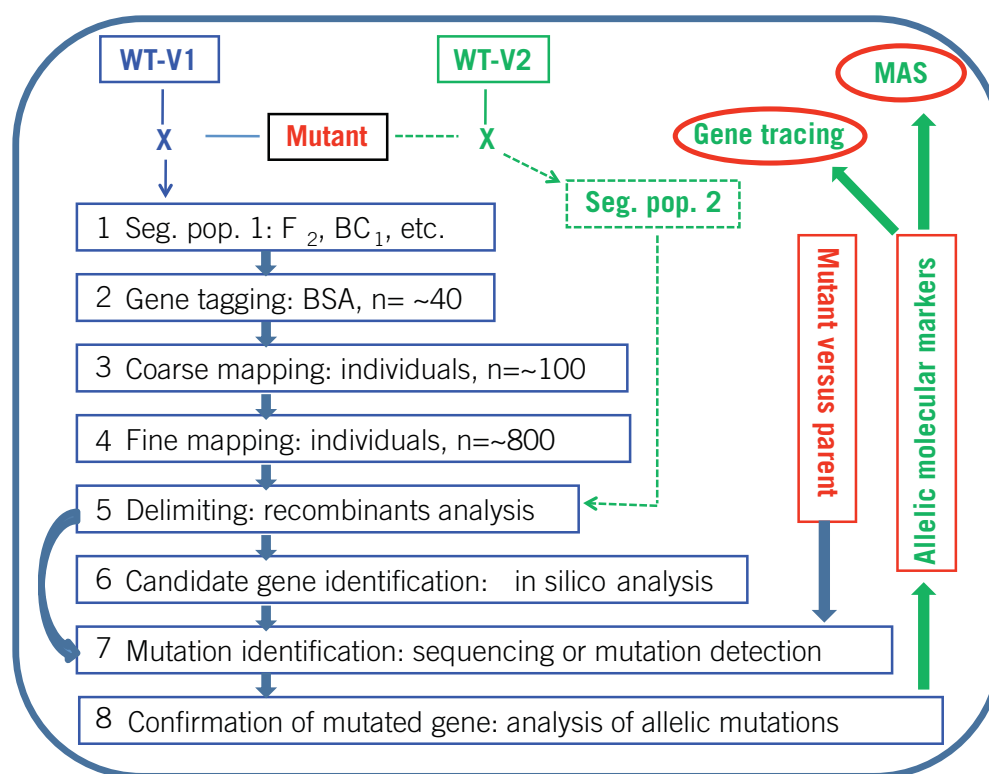 WT-V1
WT-V2
MAS
X
Mutant
X
Gene tracing
Seg. pop. 2
1 Seg. pop. 1: F 2, BC1, etc.
2 Gene tagging: BSA, n= ~40
3 Coarse mapping: individuals, n=~100
4 Fine mapping: individuals, n=~800
5 Delimiting: recombinants analysis
6 Candidate gene identification: in silico analysis
7 Mutation identification: sequencing or mutation detection
8 Confirmation of mutated gene: analysis of allelic mutations
Mutant versus parent
Allelic molecular markers